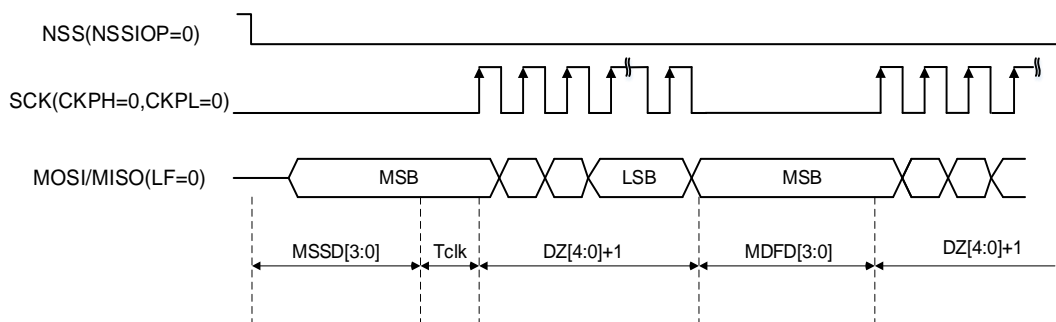 NSS(NSSIOP=0)
SCK(CKPH=0,CKPL=0)
MOSI/MISO(LF=0)
MSB LSB MSB
MSSD[3:0] Tclk DZ[4:0]+1 MDFD[3:0] DZ[4:0]+1